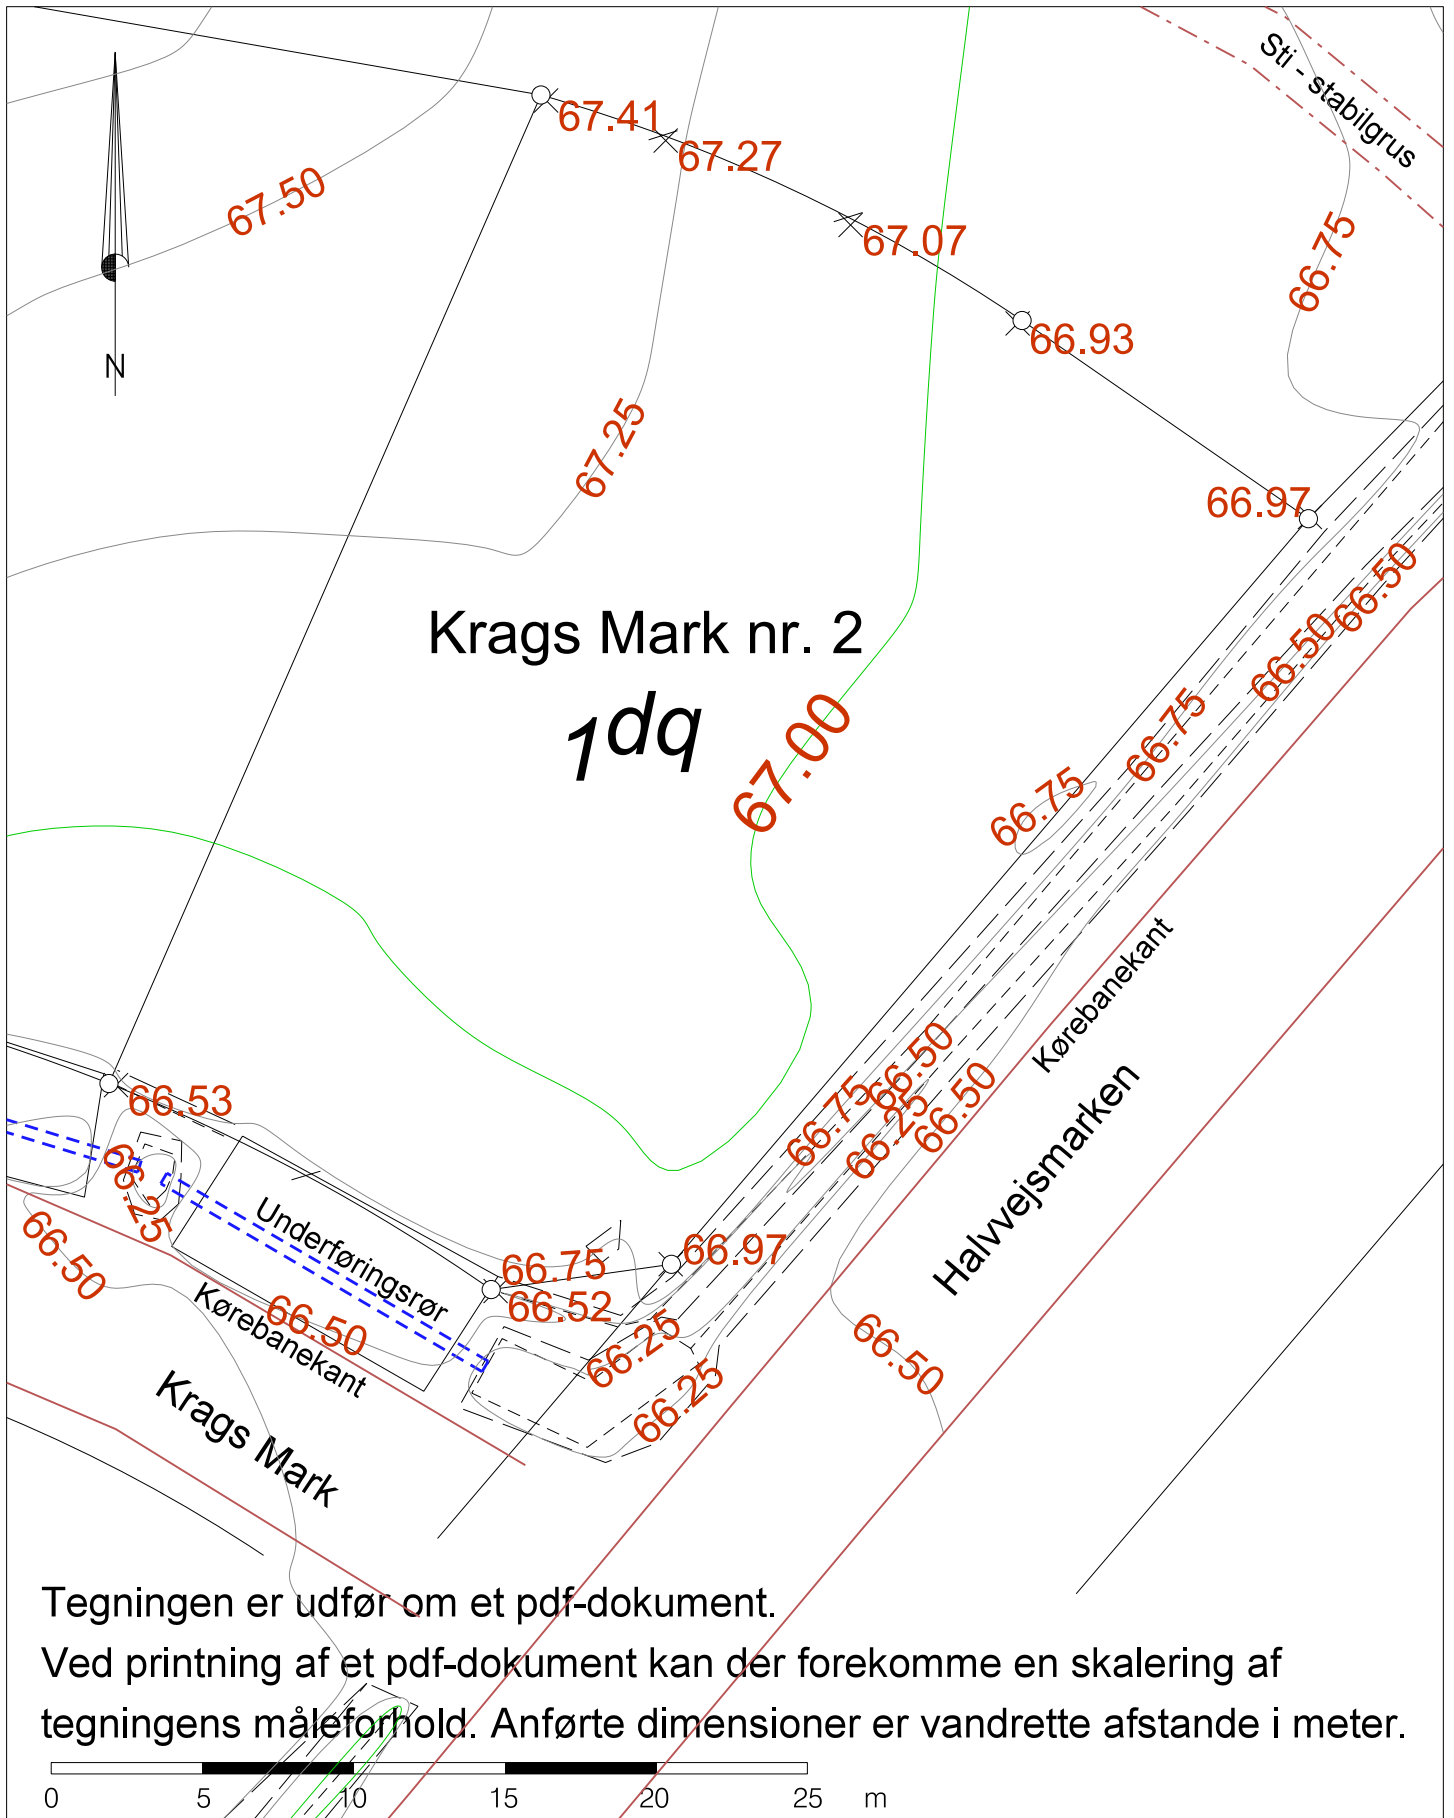 Sti - stabilgrus
67.41
67.27
67.50
67.07
66.75
66.93
N
67.25
66.97
66.50
66.50
Krags Mark nr. 2
1dq
67.00
66.75
66.75
Kørebanekant
66.50
66.50
66.75
66.25
66.53
66.25
Halvvejsmarken
66.50
Underføringsrør
66.75
66.97
66.52
Kørebanekant
66.50
66.25
66.50
66.25
Krags Mark
Tegningen er udfør om et pdf-dokument.
Ved printning af et pdf-dokument kan der forekomme en skalering af
tegningens måleforhold. Anførte dimensioner er vandrette afstande i meter.
0 5 10 15 20 25 m